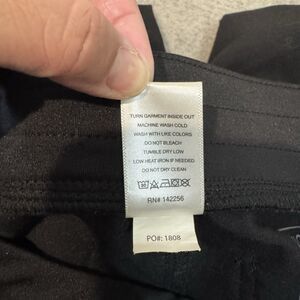 TURN GARMENT INSIDE OUT
MACHINE WASH COLD
WASH WITH LIKE COLORS
DO NOT BLEACH
TUMBLE DRY LOW
LOW HEAT IRON IF NEEDED
DO NOT DRY CLEAN
RN# 142256
PO#: 1808